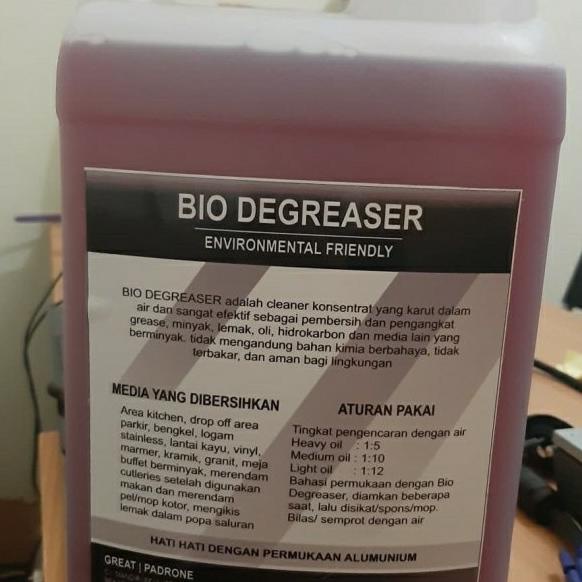 BIO DEGREASER
ENVIRONMENTAL FRIENDLY
BIO DEGREASER adalah cleaner konsentrat yang karut dalam
air dan sangat efektif sebagai pembersih dan pengangkat
grease, minyak, lemak, oli, hidrokarbon dan media lain yang
berminyak. tidak mengandung bahan kimia berbahaya, tidak
terbakar, dan aman bagi lingkungan
MEDIA YANG DIBERSIHKAN
Area kitchen, drop off area
parkir, bengkel, logam
stainless, lantai kayu, vinyl,
marmer, kramik, granit, meja
buffet berminyak, merendam
cutleries setelah digunakan
makan dan merendam
pel/mop kotor, mengikis
lemak dalam popa saluran
ATURAN PAKAI
Tingkat pengencaran dengan air
Heavy oil : 1:5
Medium oil : 1:10
Light oil : 1:12
Bahasi permukaan dengan Bio
Degreaser, diamkan beberapa
saat, lalu disikat/spons/mop.
Bilas/ semprot dengan air
HATI HATI DENGAN PERMUKAAN ALUMUNIUM
GREAT | PADRONE